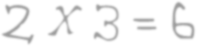 2 X 3 = 6